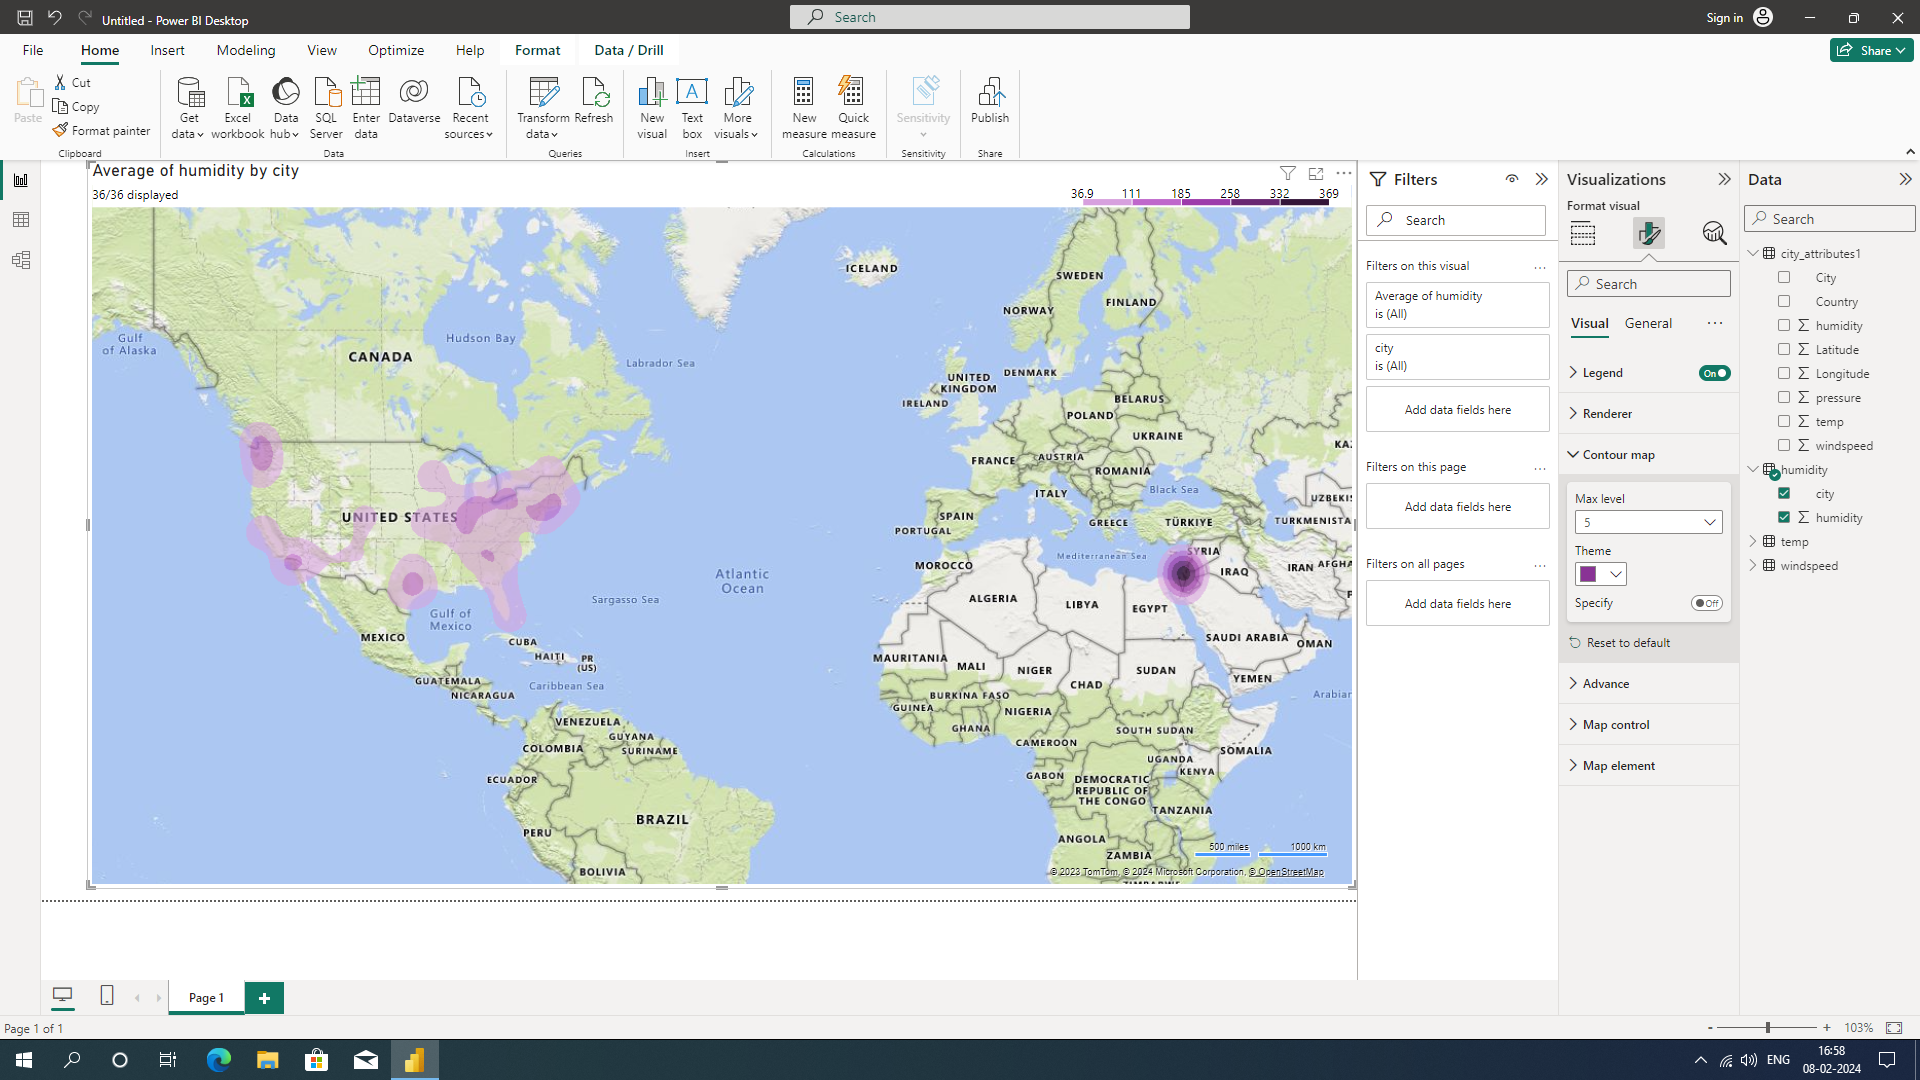 Untitled - Power BI Desktop
Search
Sign in
File
Home
Insert
Modeling
View
Optimize
Help
Format
Data / Drill
Share
Paste
Cut
Copy
Format painter
Clipboard
Get data
Excel workbook
Data hub
SQL Server
Enter data
Dataverse
Recent sources
Data
Transform data
Refresh
Queries
New visual
Text box
More visuals
Insert
New measure
Quick measure
Calculations
Sensitivity
Sensitivity
Publish
Share
Average of humidity by city
36/36 displayed
36.9 111 185 258 332 369
ICELAND
SWEDEN
FINLAND
NORWAY
Gulf of Alaska
Hudson Bay
CANADA
Labrador Sea
UNITED KINGDOM
DENMARK
IRELAND
BELARUS
POLAND
UKRAINE
KA
FRANCE
AUSTRIA
ROMANIA
ITALY
Black Sea
UZBEKIS
UNITED STATES
SPAIN
PORTUGAL
GREECE
TÜRKIYE
TURKMENISTA
Mediterranean Sea
SYRIA
MOROCCO
IRAQ
IRAN
AFGHA
Atlantic Ocean
Sargasso Sea
ALGERIA
LIBYA
EGYPT
Gulf of Mexico
MEXICO
CUBA
HAITI
PR (US)
SAUDI ARABIA
OMAN
MAURITANIA
MALI
NIGER
CHAD
SUDAN
YEMEN
GUATEMALA
NICARAGUA
Caribbean Sea
Arabian
BURKINA FASO
GUINEA
NIGERIA
GHANA
SOUTH SUDAN
VENEZUELA
GUYANA
SURINAME
COLOMBIA
CAMEROON
SOMALIA
UGANDA
KENYA
ECUADOR
GABON
DEMOCRATIC REPUBLIC OF THE CONGO
TANZANIA
BRAZIL
PERU
ANGOLA
ZAMBIA
BOLIVIA
ZIMBABWE
500 miles
1000 km
© 2023 TomTom, © 2024 Microsoft Corporation, © OpenStreetMap
Filters
Search
Filters on this visual
Average of humidity
is (All)
city
is (All)
Add data fields here
Filters on this page
Add data fields here
Filters on all pages
Add data fields here
Visualizations
Format visual
Search
Visual
General
Legend
On
Renderer
Contour map
Max level
5
Theme
Specify
Off
Reset to default
Advance
Map control
Map element
Data
Search
city_attributes1
City
Country
humidity
Latitude
Longitude
pressure
temp
windspeed
humidity
city
humidity
temp
windspeed
Page 1
Page 1 of 1
103%
ENG
16:58
08-02-2024